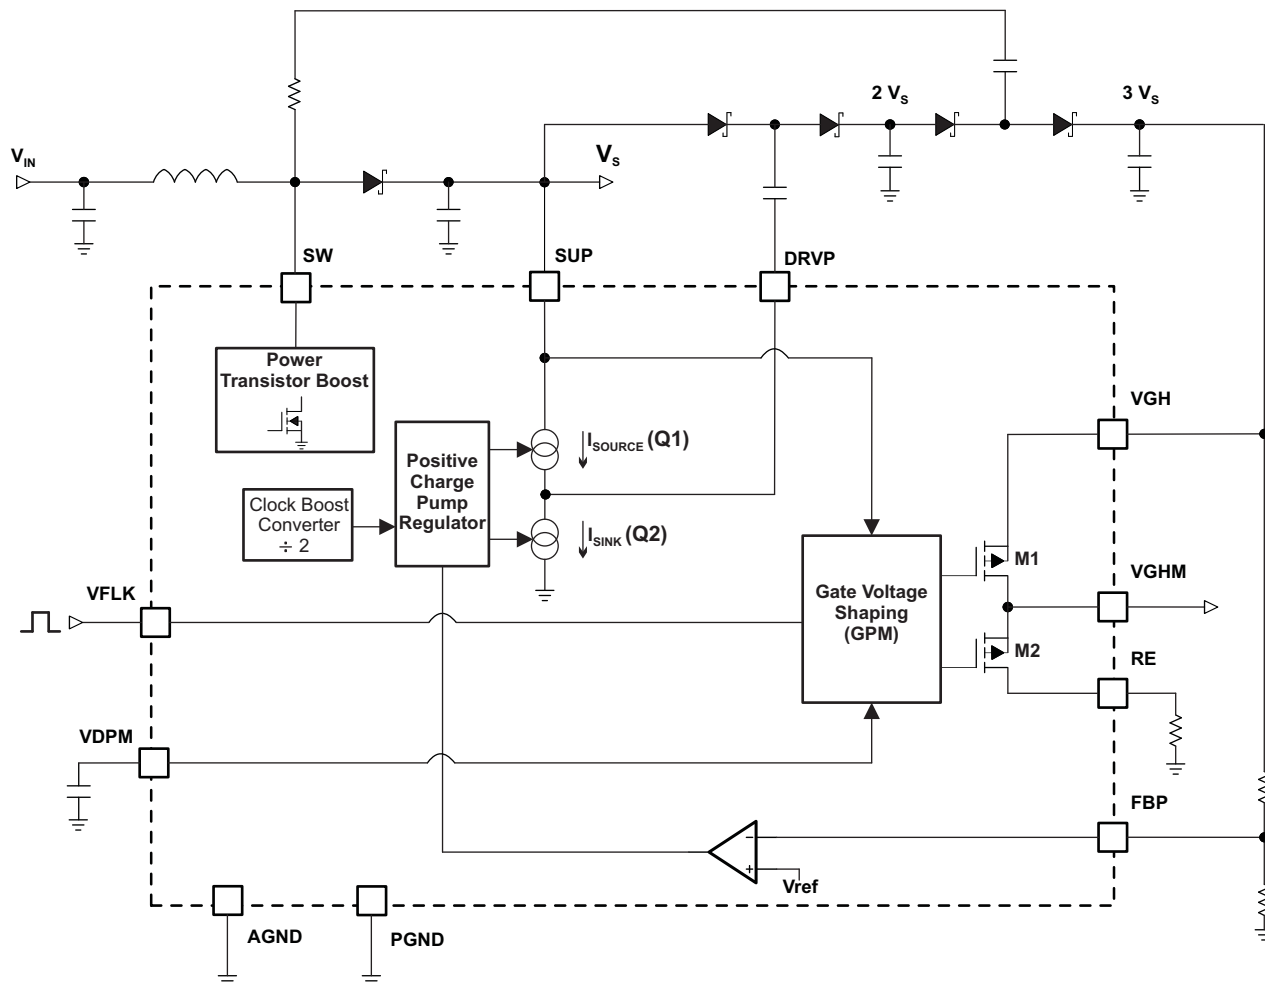 2 VS
3 VS
VIN
VS
SW
SUP
DRVP
Power
Transistor Boost
VGH
ISOURCE (Q1)
Positive
Charge
Pump
Regulator
Clock Boost
Converter
÷ 2
ISINK (Q2)
M1
VGHM
VFLK
Gate Voltage
Shaping
(GPM)
M2
RE
VDPM
FBP
−
+
Vref
AGND
PGND